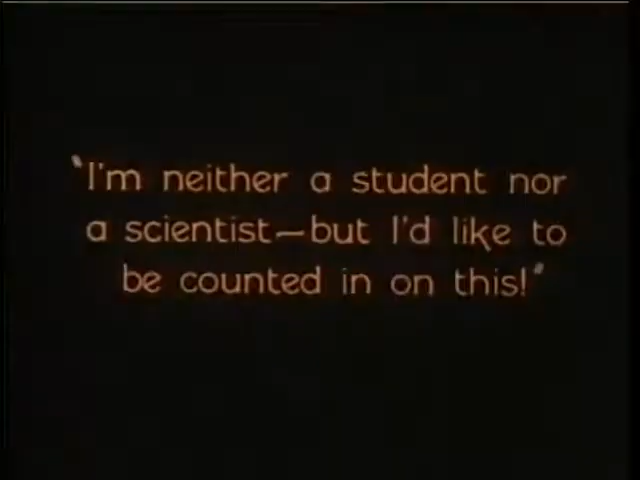 "I'm neither a student nor
a scientist—but I'd like to
be counted in on this!"